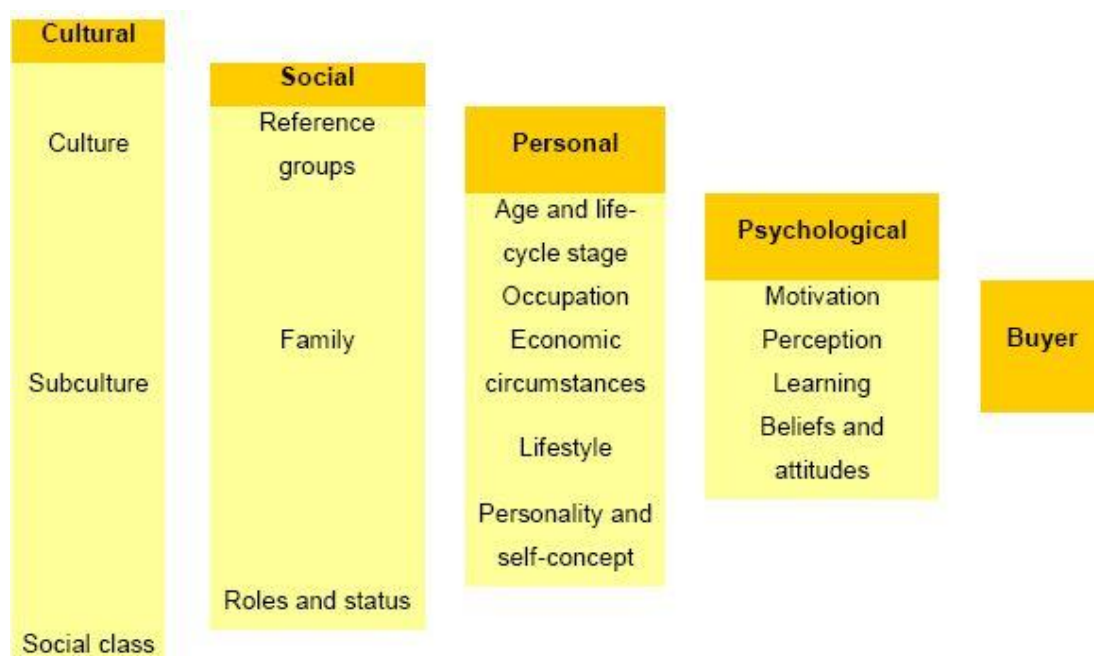 Cultural
Culture
Subculture
Social class
Social
Reference
groups
Family
Roles and status
Personal
Age and life-
cycle stage
Occupation
Economic
circumstances
Lifestyle
Personality and
self-concept
Psychological
Motivation
Perception
Learning
Beliefs and
attitudes
Buyer